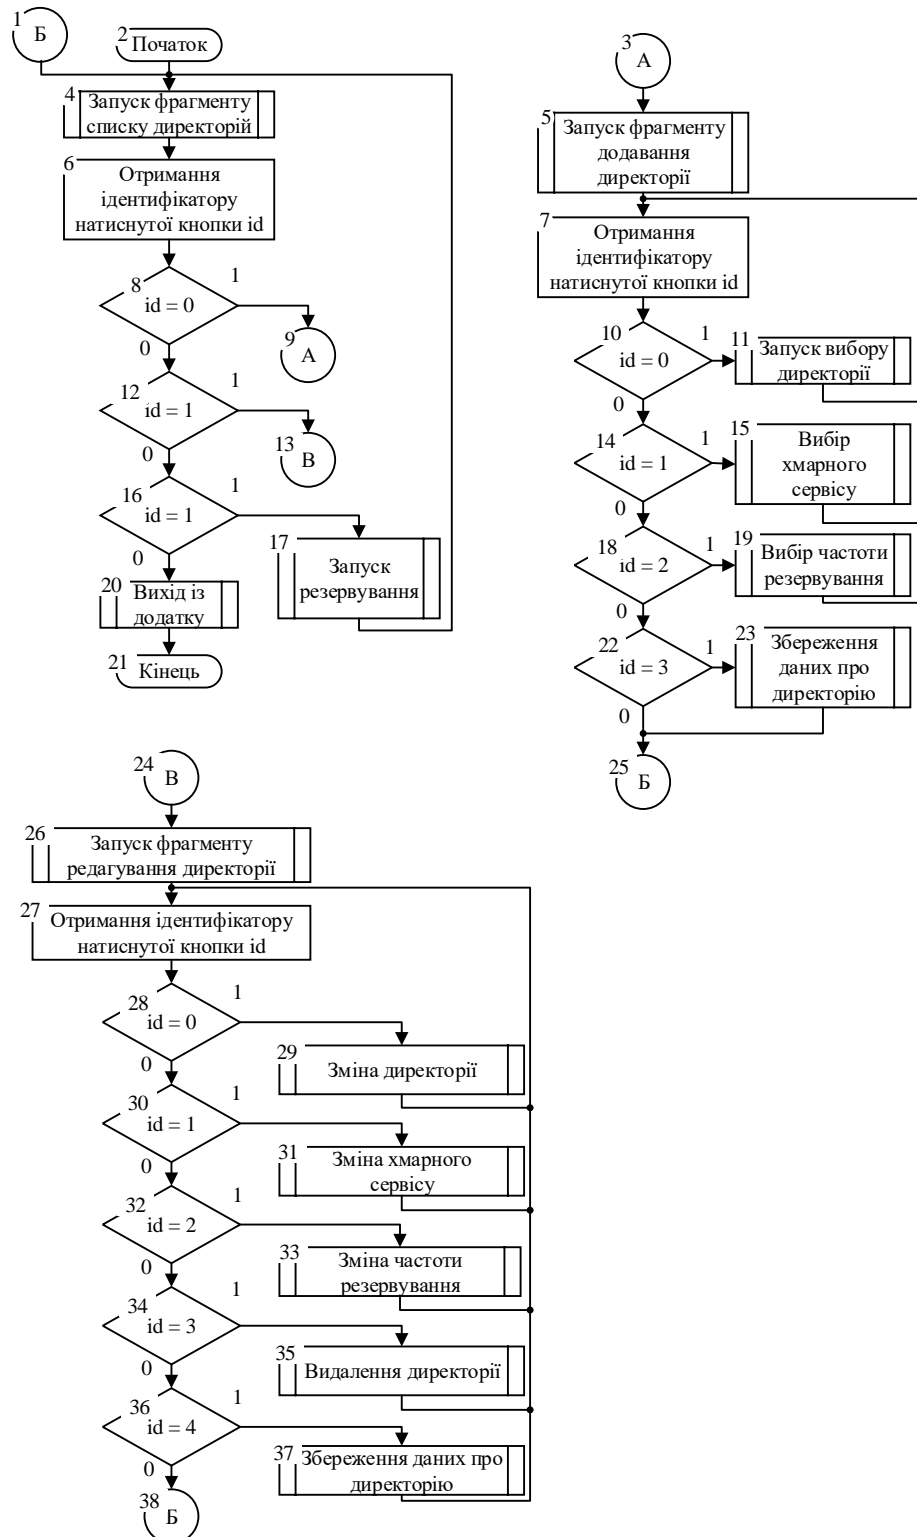 1
Б
2
Початок
4
Запуск фрагменту
списку директорій
6
Отримання
ідентифікатору
натиснутої кнопки id
8
1
id = 0
0
9
А
12
1
id = 1
0
13
В
16
1
id = 1
0
17
Запуск
резервування
20
Вихід із
додатку
21
Кінець
3
А
5
Запуск фрагменту
додавання
директорії
7
Отримання
ідентифікатору
натиснутої кнопки id
10
1
id = 0
0
11
Запуск вибору
директорії
14
1
id = 1
0
15
Вибір
хмарного
сервісу
18
1
id = 2
0
19
Вибір частоти
резервування
22
1
id = 3
0
23
Збереження
даних про
директорію
25
Б
24
В
26
Запуск фрагменту
редагування директорії
27
Отримання ідентифікатору
натиснутої кнопки id
28
1
id = 0
0
29
Зміна директорії
30
1
id = 1
0
31
Зміна хмарного
сервісу
32
1
id = 2
0
33
Зміна частоти
резервування
34
1
id = 3
0
35
Видалення директорії
36
1
id = 4
0
37
Збереження даних про
директорію
38
Б